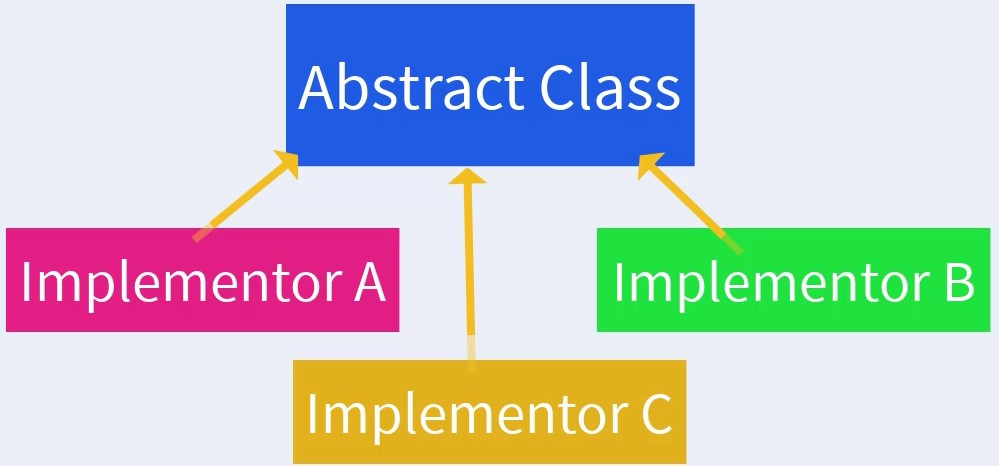 Abstract Class
Implementor A
Implementor B
Implementor C